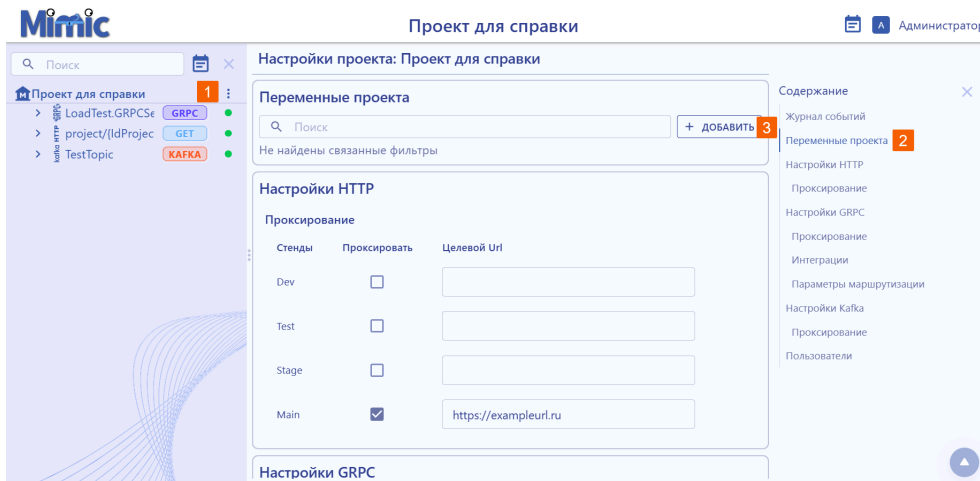 Mimic
Проект для справки
A Администратор
Поиск
Проект для справки 1
GRPC LoadTest.GRPCSe GRPC
HTTP project/{IdProjec GET
kafka TestTopic KAFKA
Настройки проекта: Проект для справки
Переменные проекта
Поиск + ДОБАВИТЬ 3
Не найдены связанные фильтры
Настройки HTTP
Проксирование
Стенды Проксировать Целевой Url
Dev
Test
Stage
Main https://exampleurl.ru
Настройки GRPC
Содержание
Журнал событий
Переменные проекта 2
Настройки HTTP
Проксирование
Настройки GRPC
Проксирование
Интеграции
Параметры маршрутизации
Настройки Kafka
Проксирование
Пользователи